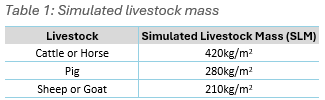 Table 1: Simulated livestock mass
Livestock Simulated Livestock Mass (SLM)
Cattle or Horse 420kg/m²
Pig 280kg/m²
Sheep or Goat 210kg/m²